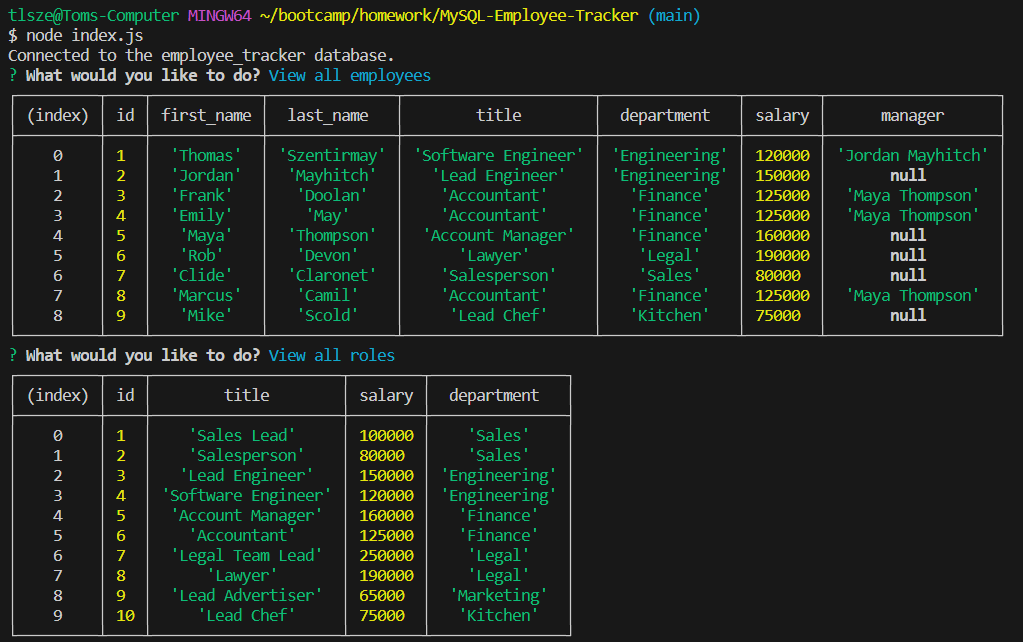 tlsze@Toms-Computer MINGW64 ~/bootcamp/homework/MySQL-Employee-Tracker (main)
$ node index.js
Connected to the employee_tracker database.
? What would you like to do? View all employees
(index) id first_name last_name title department salary manager
0 1 'Thomas' 'Szentirmay' 'Software Engineer' 'Engineering' 120000 'Jordan Mayhitch'
1 2 'Jordan' 'Mayhitch' 'Lead Engineer' 'Engineering' 150000 null
2 3 'Frank' 'Doolan' 'Accountant' 'Finance' 125000 'Maya Thompson'
3 4 'Emily' 'May' 'Accountant' 'Finance' 125000 'Maya Thompson'
4 5 'Maya' 'Thompson' 'Account Manager' 'Finance' 160000 null
5 6 'Rob' 'Devon' 'Lawyer' 'Legal' 190000 null
6 7 'Clide' 'Claronet' 'Salesperson' 'Sales' 80000 null
7 8 'Marcus' 'Camil' 'Accountant' 'Finance' 125000 'Maya Thompson'
8 9 'Mike' 'Scold' 'Lead Chef' 'Kitchen' 75000 null
? What would you like to do? View all roles
(index) id title salary department
0 1 'Sales Lead' 100000 'Sales'
1 2 'Salesperson' 80000 'Sales'
2 3 'Lead Engineer' 150000 'Engineering'
3 4 'Software Engineer' 120000 'Engineering'
4 5 'Account Manager' 160000 'Finance'
5 6 'Accountant' 125000 'Finance'
6 7 'Legal Team Lead' 250000 'Legal'
7 8 'Lawyer' 190000 'Legal'
8 9 'Lead Advertiser' 65000 'Marketing'
9 10 'Lead Chef' 75000 'Kitchen'